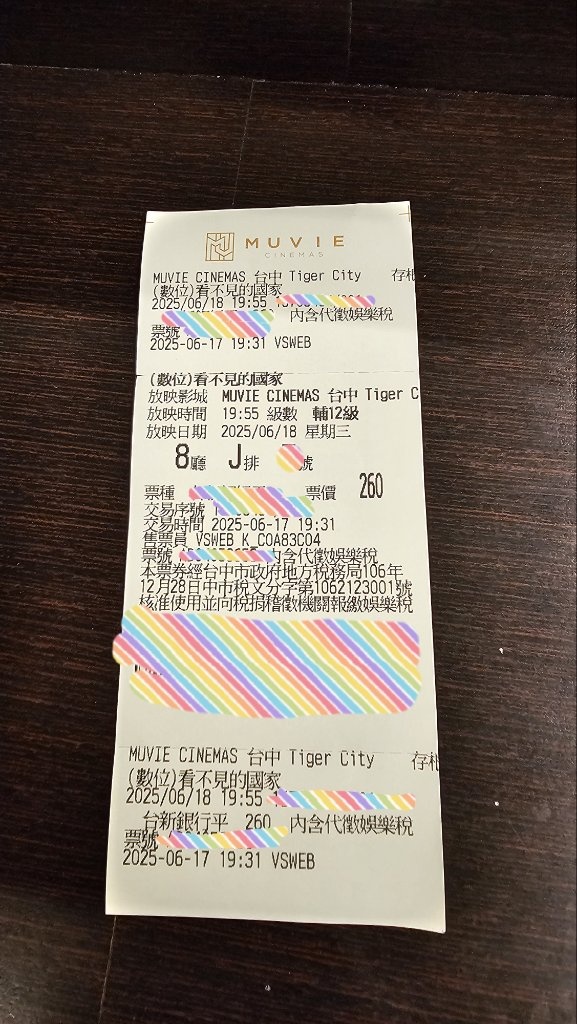 MUVIE
CINEMAS
MUVIE CINEMAS 台中 Tiger City 存根
(數位)看不見的國家
2025/06/18 19:55
內含代徵娛樂稅
票號
2025-06-17 19:31 VSWEB
(數位)看不見的國家
放映影城 MUVIE CINEMAS 台中 Tiger C
放映時間 19:55 級數 輔12級
放映日期 2025/06/18 星期三
8廳 J排 號
票種 票價 260
交易序號
交易時間 2025-06-17 19:31
售票員 VSWEB K_COA83C04
票號 內含代徵娛樂稅
本票券經台中市政府地方稅務局106年
12月28日中市稅文分字第1062123001號
核准使用並向稅捐稽徵機關報繳娛樂稅
MUVIE CINEMAS 台中 Tiger City 存根
(數位)看不見的國家
2025/06/18 19:55
台新銀行平 260 內含代徵娛樂稅
票號
2025-06-17 19:31 VSWEB